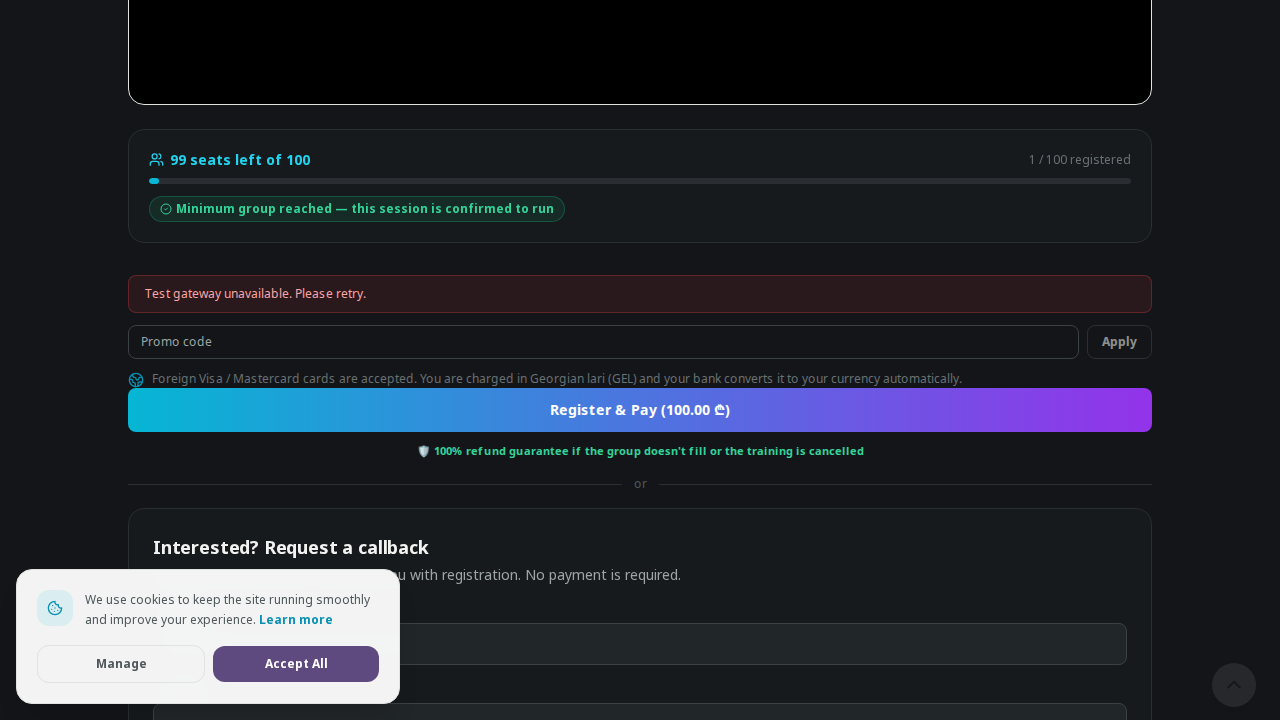 99 seats left of 100
1 / 100 registered
Minimum group reached — this session is confirmed to run
Test gateway unavailable. Please retry.
Promo code
Apply
Foreign Visa / Mastercard cards are accepted. You are charged in Georgian lari (GEL) and your bank converts it to your currency automatically.
Register & Pay (100.00 ₾)
100% refund guarantee if the group doesn't fill or the training is cancelled
or
Interested? Request a callback
with registration. No payment is required.
We use cookies to keep the site running smoothly
and improve your experience. Learn more
Manage
Accept All